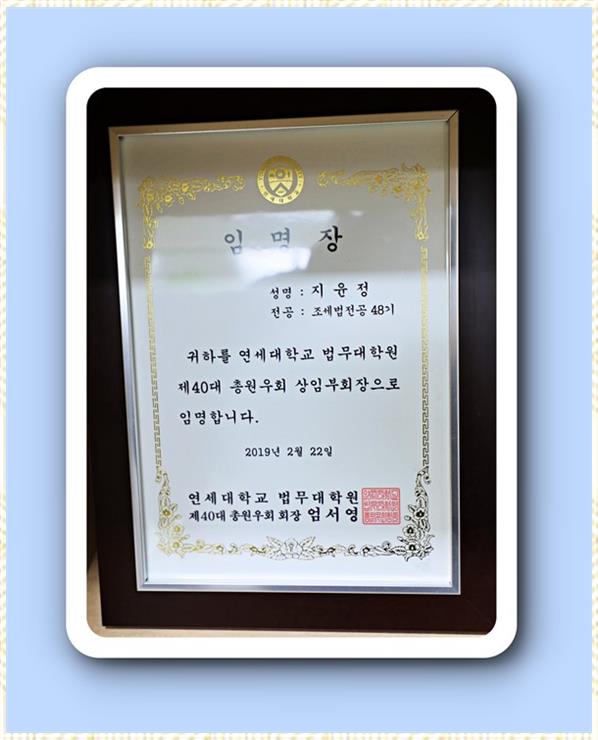 임 명 장
성명 : 지 윤 정
전공 : 조세법전공 48기
귀하를 연세대학교 법무대학원
제40대 총원우회 상임부회장으로
임명합니다.
2019년 2월 22일
연세대학교 법무대학원
제40대 총원우회 회장 엄서영